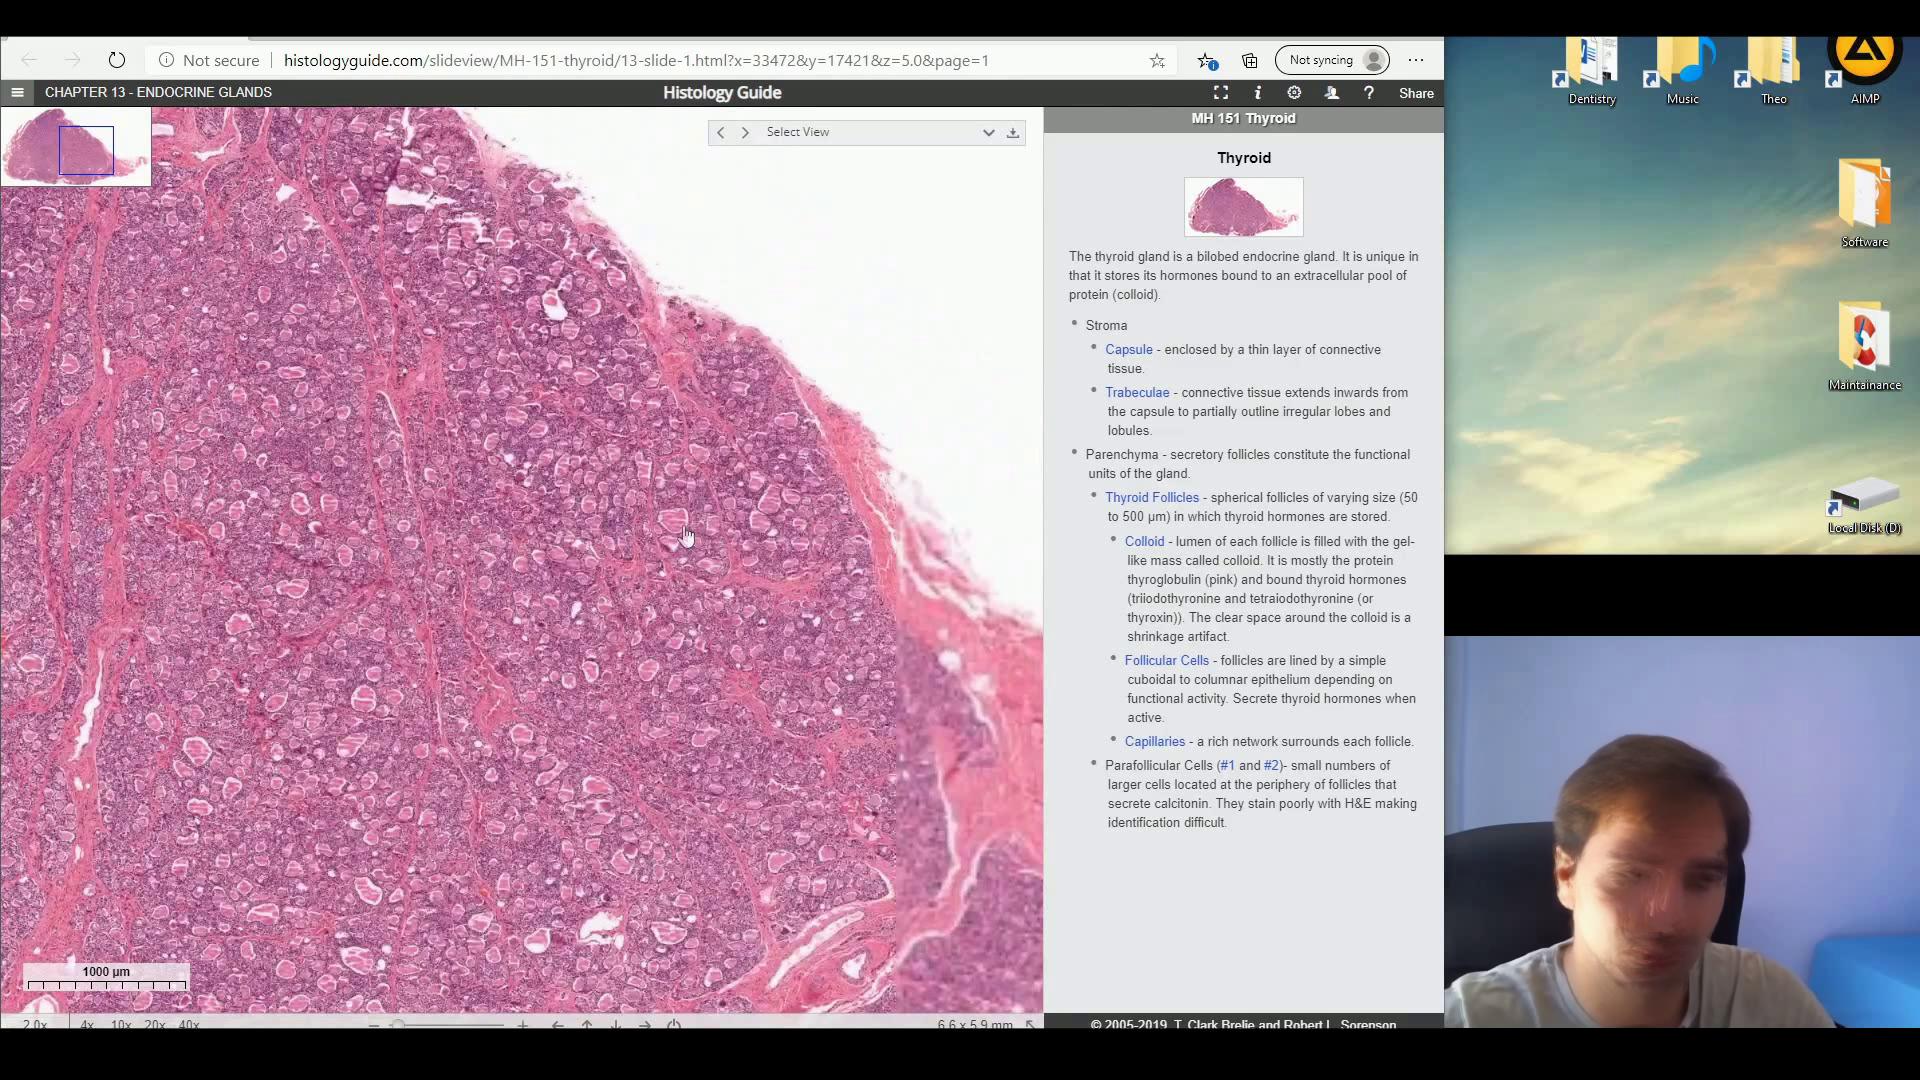 Not secure
histologyguide.com/slideview/MH-151-thyroid/13-slide-1.html?x=33472&y=17421&z=5.0&page=1
Not syncing
CHAPTER 13 - ENDOCRINE GLANDS
Histology Guide
Share
Select View
MH 151 Thyroid
Thyroid
The thyroid gland is a bilobed endocrine gland. It is unique in
that it stores its hormones bound to an extracellular pool of
protein (colloid).
Stroma
Capsule - enclosed by a thin layer of connective
tissue.
Trabeculae - connective tissue extends inwards from
the capsule to partially outline irregular lobes and
lobules.
Parenchyma - secretory follicles constitute the functional
units of the gland.
Thyroid Follicles - spherical follicles of varying size (50
to 500 µm) in which thyroid hormones are stored.
Colloid - lumen of each follicle is filled with the gel-
like mass called colloid. It is mostly the protein
thyroglobulin (pink) and bound thyroid hormones
(triiodothyronine and tetraiodothyronine (or
thyroxin)). The clear space around the colloid is a
shrinkage artifact.
Follicular Cells - follicles are lined by a simple
cuboidal to columnar epithelium depending on
functional activity. Secrete thyroid hormones when
active.
Capillaries - a rich network surrounds each follicle.
Parafollicular Cells (#1 and #2)- small numbers of
larger cells located at the periphery of follicles that
secrete calcitonin. They stain poorly with H&E making
identification difficult.
1000 µm
2.0x 4x 10x 20x 40x
6.6 x 5.9 mm
© 2005-2019 T. Clark Brelje and Robert L. Sorenson
Dentistry
Music
Theo
AIMP
Software
Maintainance
Local Disk (D)